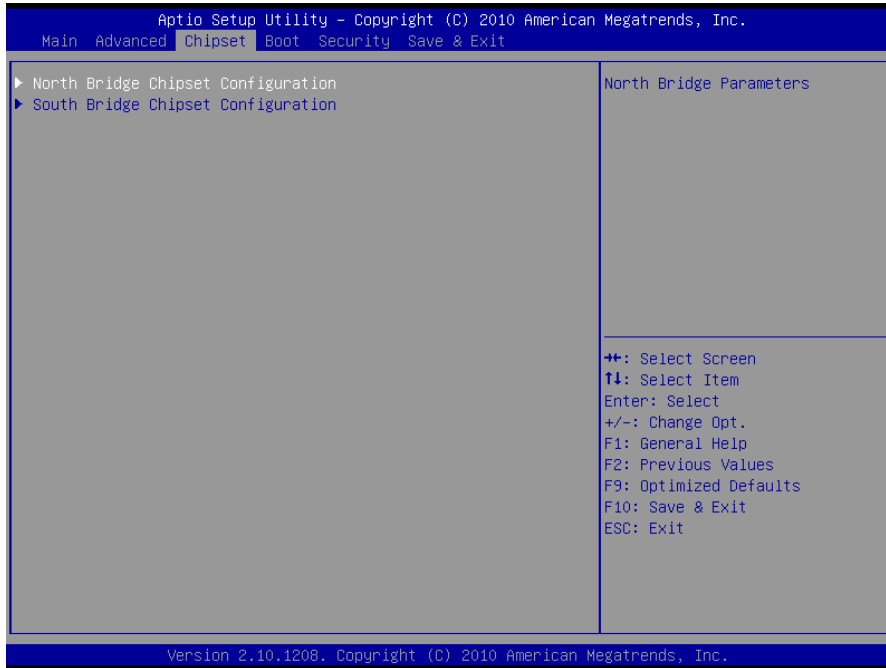 Aptio Setup Utility – Copyright (C) 2010 American Megatrends, Inc.
Main Advanced Chipset Boot Security Save & Exit
▶ North Bridge Chipset Configuration
▶ South Bridge Chipset Configuration
North Bridge Parameters
→←: Select Screen
↑↓: Select Item
Enter: Select
+/-: Change Opt.
F1: General Help
F2: Previous Values
F9: Optimized Defaults
F10: Save & Exit
ESC: Exit
Version 2.10.1208. Copyright (C) 2010 American Megatrends, Inc.